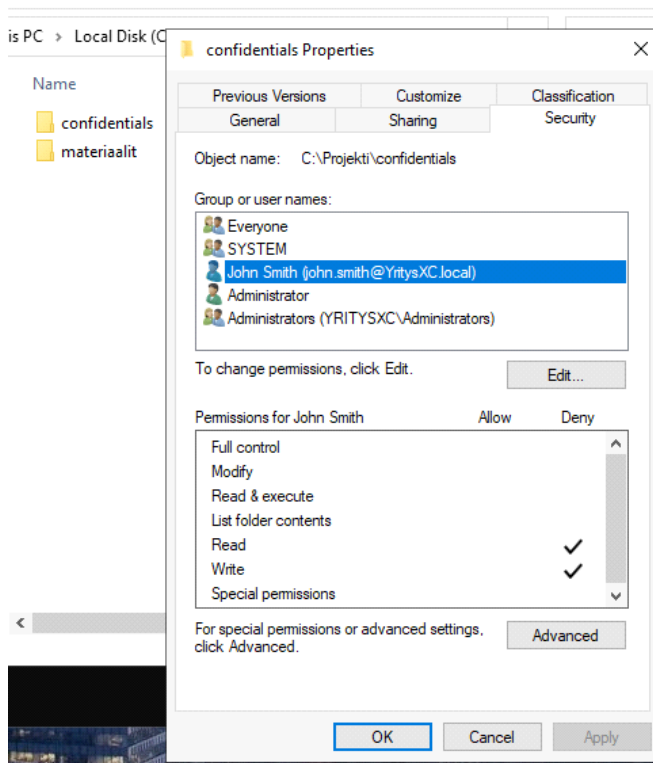 is PC > Local Disk (C
confidentials Properties
Name
confidentials
materiaalit
Previous Versions Customize Classification
General Sharing Security
Object name: C:\Projekti\confidentials
Group or user names:
Everyone
SYSTEM
John Smith (john.smith@YritysXC.local)
Administrator
Administrators (YRITYSXC\Administrators)
To change permissions, click Edit.
Edit...
Permissions for John Smith Allow Deny
Full control
Modify
Read & execute
List folder contents
Read
Write
Special permissions
For special permissions or advanced settings,
click Advanced.
Advanced
OK Cancel Apply